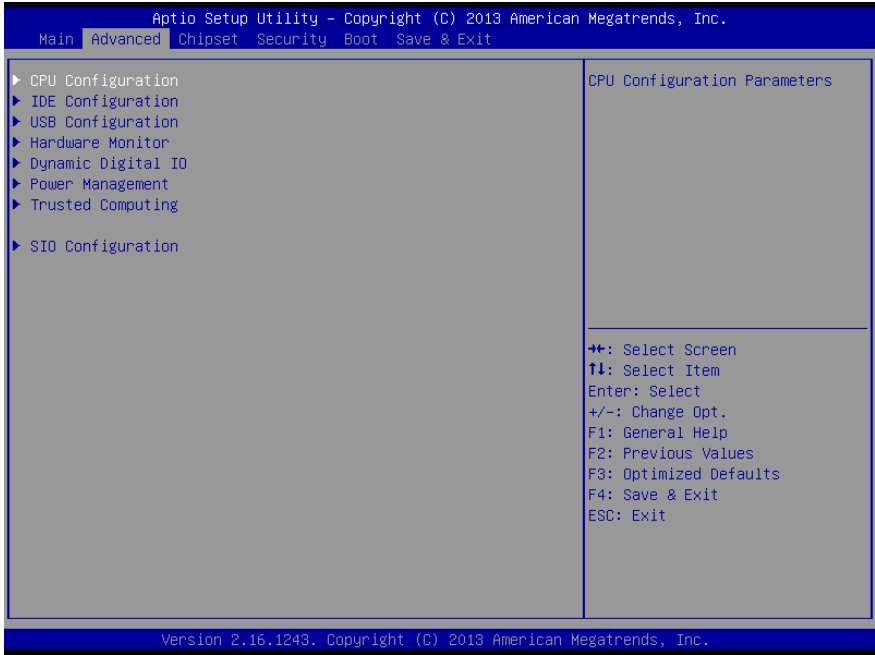 Aptio Setup Utility – Copyright (C) 2013 American Megatrends, Inc.
Main Advanced Chipset Security Boot Save & Exit
▶ CPU Configuration
▶ IDE Configuration
▶ USB Configuration
▶ Hardware Monitor
▶ Dynamic Digital IO
▶ Power Management
▶ Trusted Computing
▶ SIO Configuration
CPU Configuration Parameters
→←: Select Screen
↑↓: Select Item
Enter: Select
+/-: Change Opt.
F1: General Help
F2: Previous Values
F3: Optimized Defaults
F4: Save & Exit
ESC: Exit
Version 2.16.1243. Copyright (C) 2013 American Megatrends, Inc.